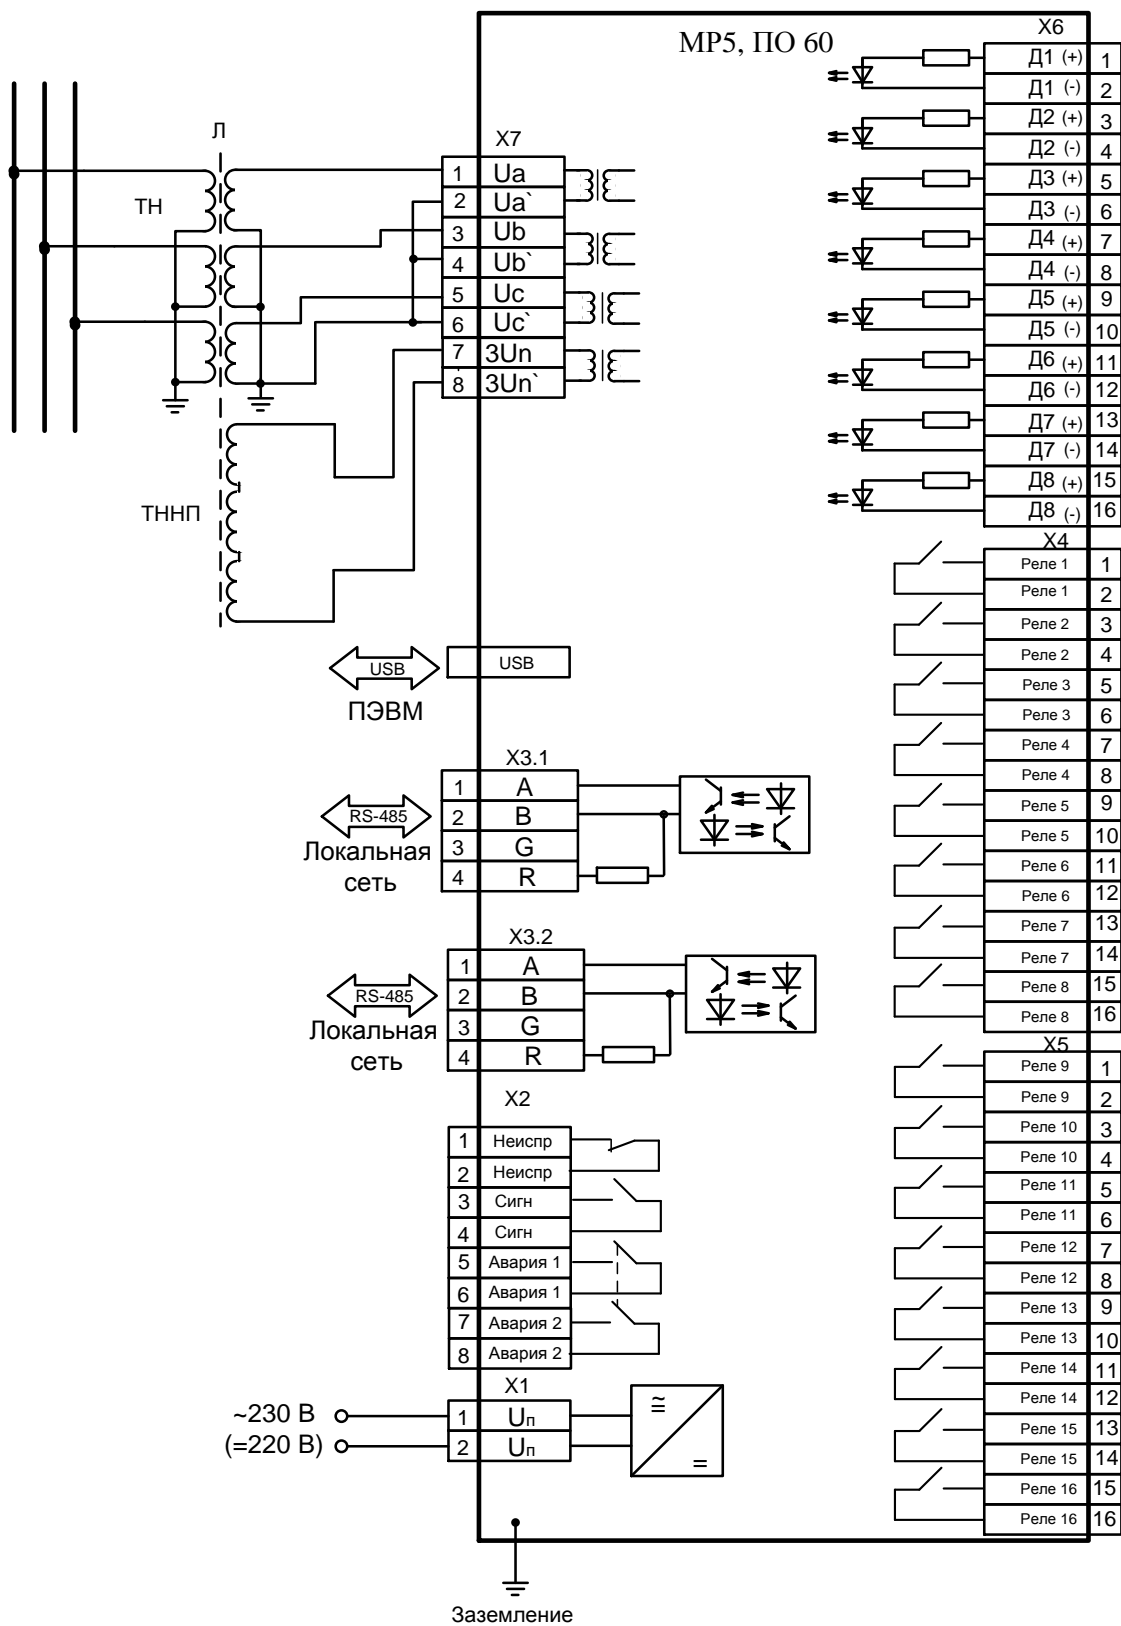 МР5, ПО 60
Л
ТН
ТННП
X7
1 Ua
2 Ua`
3 Ub
4 Ub`
5 Uc
6 Uc`
7 3Un
8 3Un`
USB
USB
ПЭВМ
X3.1
1 A
2 B
3 G
4 R
RS-485
Локальная
сеть
X3.2
1 A
2 B
3 G
4 R
RS-485
Локальная
сеть
X2
1 Неиспр
2 Неиспр
3 Сигн
4 Сигн
5 Авария 1
6 Авария 1
7 Авария 2
8 Авария 2
X1
~230 В
(=220 В)
1 Uп
2 Uп
≅
=
Заземление
X6
Д1 (+) 1
Д1 (-) 2
Д2 (+) 3
Д2 (-) 4
Д3 (+) 5
Д3 (-) 6
Д4 (+) 7
Д4 (-) 8
Д5 (+) 9
Д5 (-) 10
Д6 (+) 11
Д6 (-) 12
Д7 (+) 13
Д7 (-) 14
Д8 (+) 15
Д8 (-) 16
X4
Реле 1 1
Реле 1 2
Реле 2 3
Реле 2 4
Реле 3 5
Реле 3 6
Реле 4 7
Реле 4 8
Реле 5 9
Реле 5 10
Реле 6 11
Реле 6 12
Реле 7 13
Реле 7 14
Реле 8 15
Реле 8 16
X5
Реле 9 1
Реле 9 2
Реле 10 3
Реле 10 4
Реле 11 5
Реле 11 6
Реле 12 7
Реле 12 8
Реле 13 9
Реле 13 10
Реле 14 11
Реле 14 12
Реле 15 13
Реле 15 14
Реле 16 15
Реле 16 16